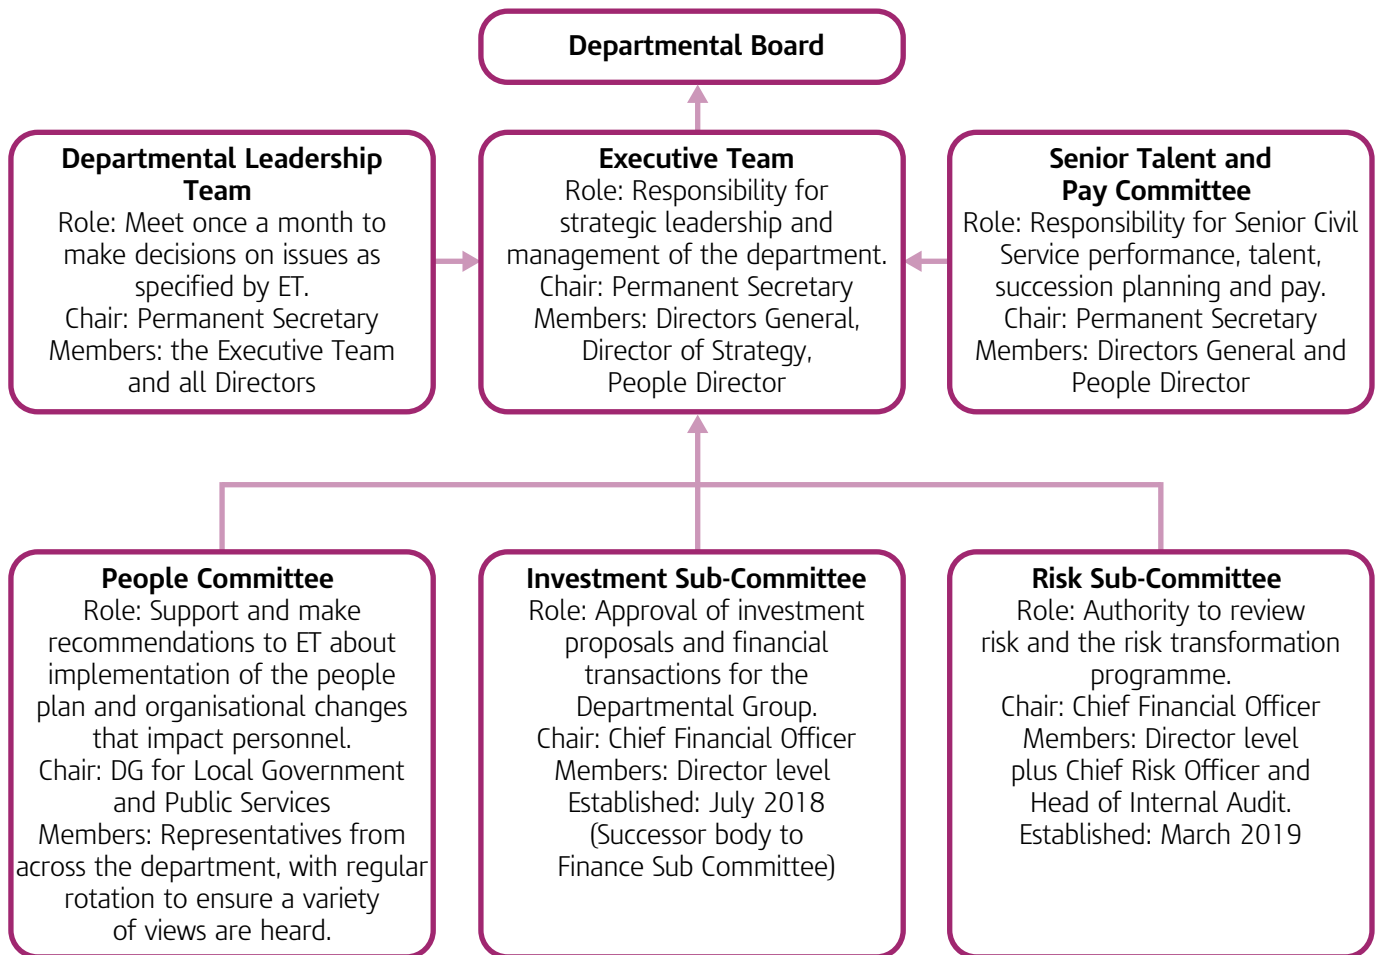 Departmental Board
Departmental Leadership
Team
Role: Meet once a month to
make decisions on issues as
specified by ET.
Chair: Permanent Secretary
Members: the Executive Team
and all Directors
Executive Team
Role: Responsibility for
strategic leadership and
management of the department.
Chair: Permanent Secretary
Members: Directors General,
Director of Strategy,
People Director
Senior Talent and
Pay Committee
Role: Responsibility for Senior Civil
Service performance, talent,
succession planning and pay.
Chair: Permanent Secretary
Members: Directors General and
People Director
People Committee
Role: Support and make
recommendations to ET about
implementation of the people
plan and organisational changes
that impact personnel.
Chair: DG for Local Government
and Public Services
Members: Representatives from
across the department, with regular
rotation to ensure a variety
of views are heard.
Investment Sub-Committee
Role: Approval of investment
proposals and financial
transactions for the
Departmental Group.
Chair: Chief Financial Officer
Members: Director level
Established: July 2018
(Successor body to
Finance Sub Committee)
Risk Sub-Committee
Role: Authority to review
risk and the risk transformation
programme.
Chair: Chief Financial Officer
Members: Director level
plus Chief Risk Officer and
Head of Internal Audit.
Established: March 2019